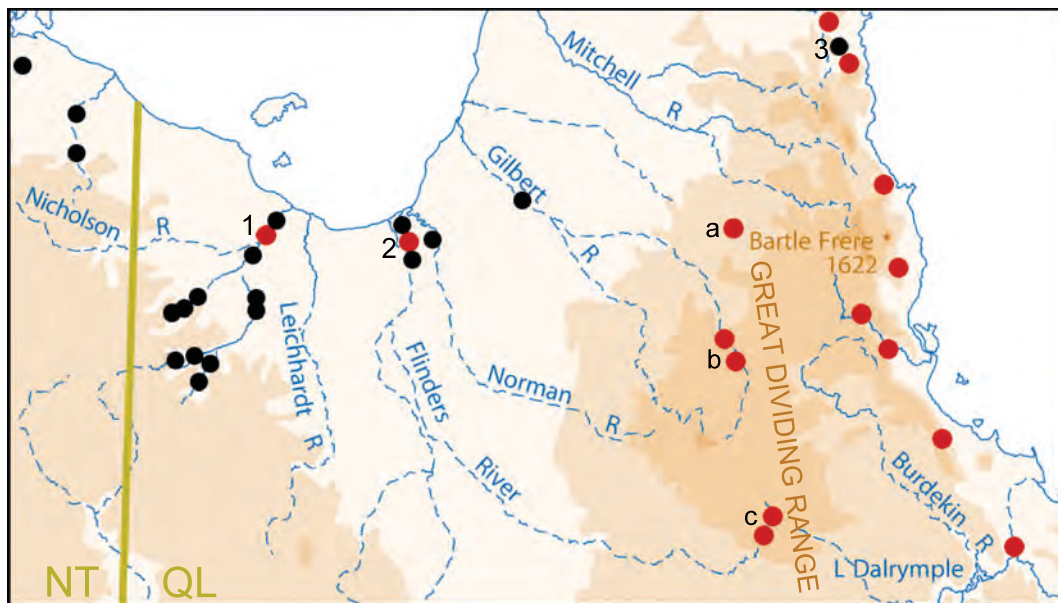 3
Mitchell
R
Gilbert
Nicholson
R
1
2
a
R
Bartle Frere
1622
GREAT DIVIDING RANGE
Leichhardt
R
Flinders
b
Norman
R
River
Burdekin
R
c
L Dalrymple
NT
QL